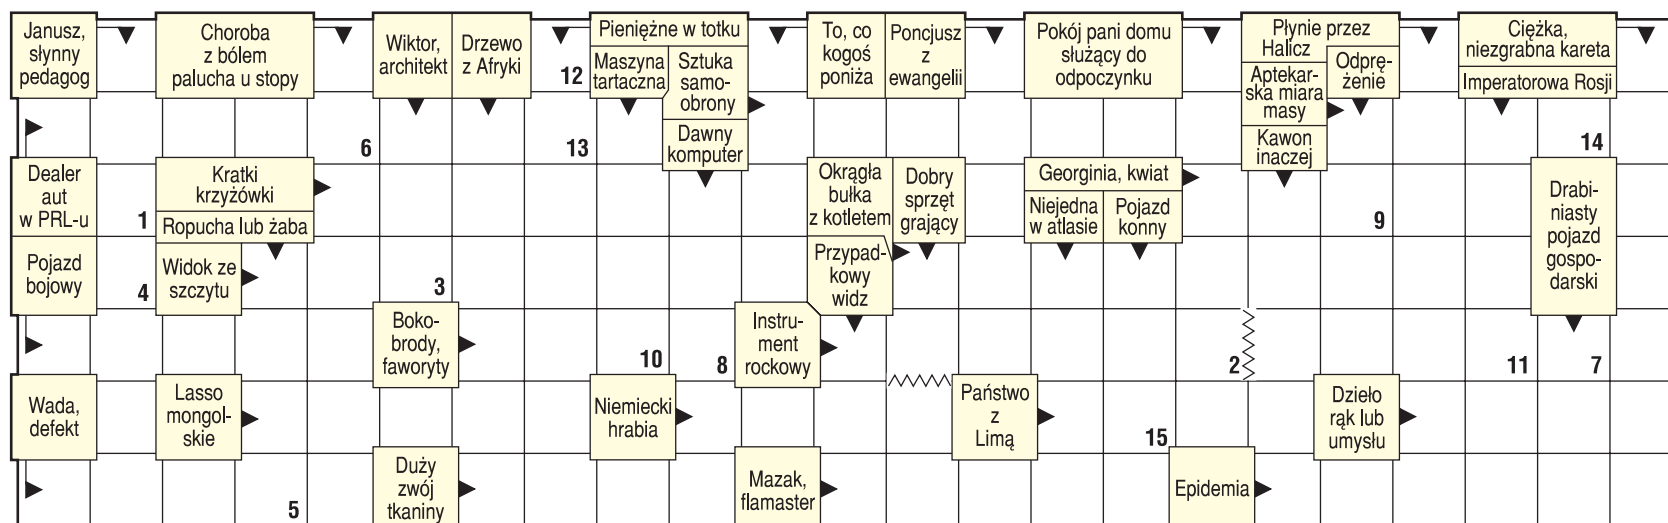 Janusz,
słynny
pedagog
Choroba
z bólem
palucha u stopy
Wiktor,
architekt
Drzewo
z Afryki
12
Pieniężne w totku
Maszyna
tartaczna
Sztuka
samo-
obrony
Dawny
komputer
To, co
kogoś
poniża
Poncjusz
z
ewangelii
Pokój pani domu
służący do
odpoczynku
Płynie przez
Halicz
Aptekar-
ska miara
masy
Kawon
inaczej
Odprę-
żenie
Ciężka,
niezgrabna kareta
Imperatorowa Rosji
6
13
14
Dealer
aut
w PRL-u
1
Kratki
krzyżówki
Ropucha lub żaba
Okrągła
bułka
z kotletem
Dobry
sprzęt
grający
Georginia, kwiat
Niejedna
w atlasie
Pojazd
konny
9
Drabi-
niasty
pojazd
gospo-
darski
Pojazd
bojowy
4
Widok ze
szczytu
3
Przypad-
kowy
widz
Boko-
brody,
faworyty
10
8
Instru-
ment
rockowy
2
11
7
Wada,
defekt
Lasso
mongol-
skie
Niemiecki
hrabia
Państwo
z
Limą
15
Dzieło
rąk lub
umysłu
5
Duży
zwój
tkaniny
Mazak,
flamaster
Epidemia